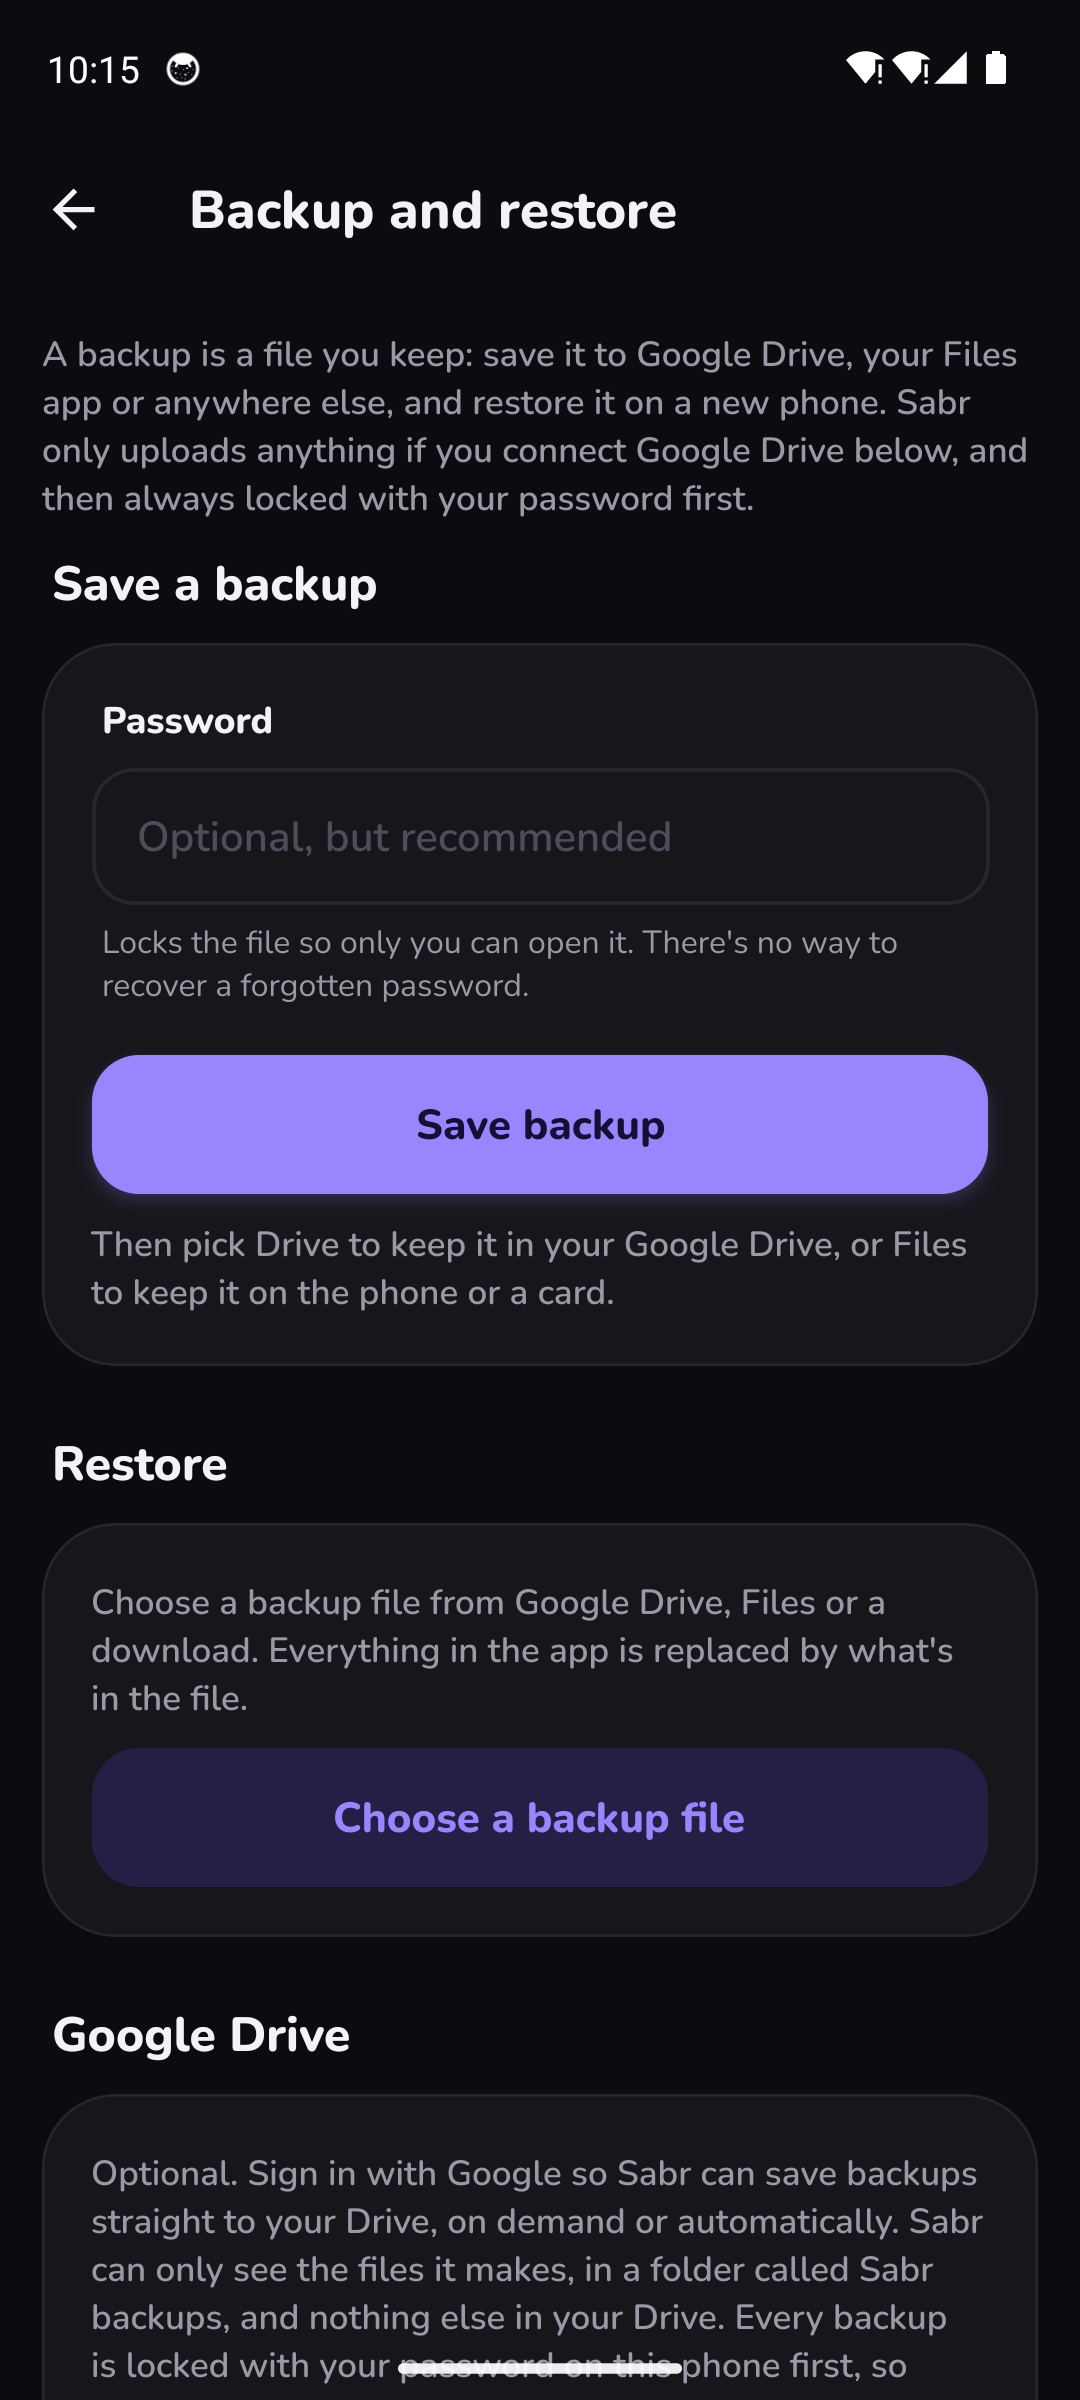 10:15
Backup and restore
A backup is a file you keep: save it to Google Drive, your Files
app or anywhere else, and restore it on a new phone. Sabr
only uploads anything if you connect Google Drive below, and
then always locked with your password first.
Save a backup
Password
Optional, but recommended
Locks the file so only you can open it. There's no way to
recover a forgotten password.
Save backup
Then pick Drive to keep it in your Google Drive, or Files
to keep it on the phone or a card.
Restore
Choose a backup file from Google Drive, Files or a
download. Everything in the app is replaced by what's
in the file.
Choose a backup file
Google Drive
Optional. Sign in with Google so Sabr can save backups
straight to your Drive, on demand or automatically. Sabr
can only see the files it makes, in a folder called Sabr
backups, and nothing else in your Drive. Every backup
is locked with your password on this phone first, so